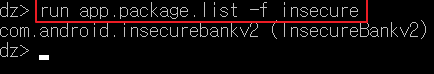 dz> run app.package.list -f insecure
com.android.insecurebankv2 (InsecureBankv2)
dz>